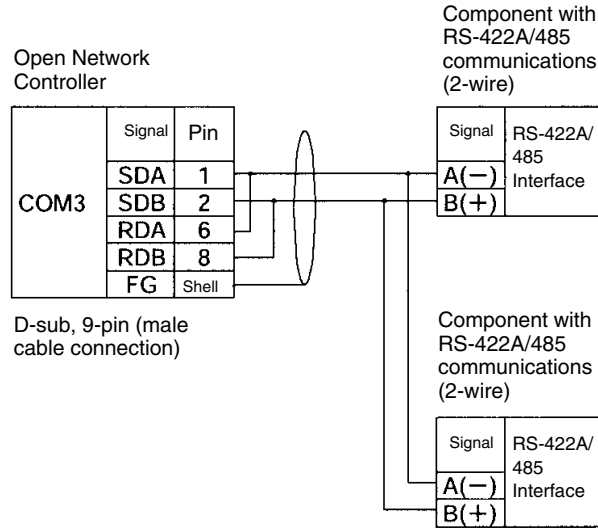 Component with
RS-422A/485
communications
(2-wire)
Open Network
Controller
Signal Pin
COM3
SDA 1
SDB 2
RDA 6
RDB 8
FG Shell
Signal RS-422A/
485
Interface
A(−)
B(+)
D-sub, 9-pin (male
cable connection)
Component with
RS-422A/485
communications
(2-wire)
Signal RS-422A/
485
Interface
A(−)
B(+)